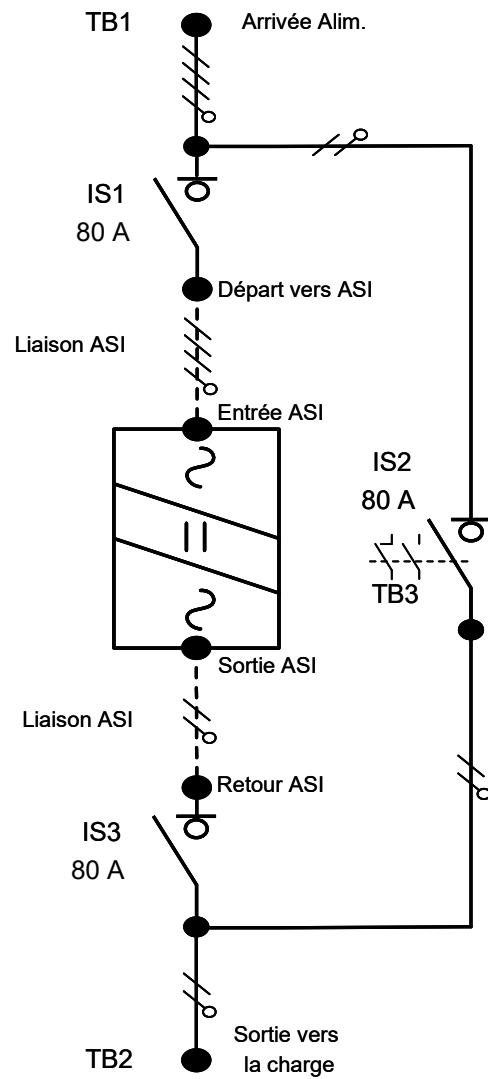 TB1
Arrivée Alim.
IS1
80 A
Départ vers ASI
Liaison ASI
Entrée ASI
IS2
80 A
TB3
Sortie ASI
Liaison ASI
Retour ASI
IS3
80 A
TB2
Sortie vers
la charge